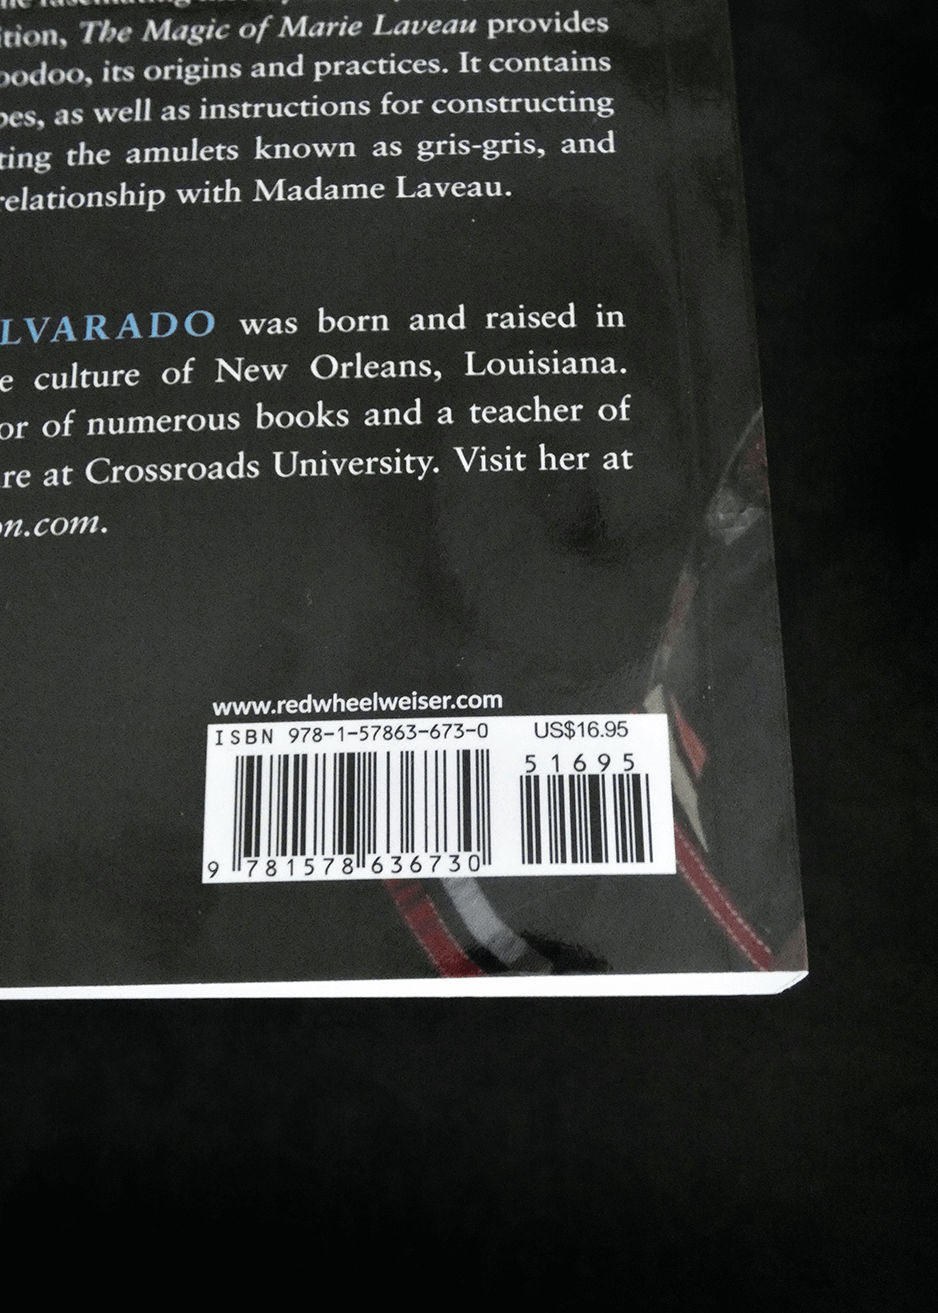 ition, The Magic of Marie Laveau provides
oodoo, its origins and practices. It contains
pes, as well as instructions for constructing
ting the amulets known as gris-gris, and
relationship with Madame Laveau.
LVARADO was born and raised in
e culture of New Orleans, Louisiana.
or of numerous books and a teacher of
re at Crossroads University. Visit her at
on.com.
www.redwheelweiser.com
ISBN 978-1-57863-673-0 US$16.95
51695
9 781578 636730